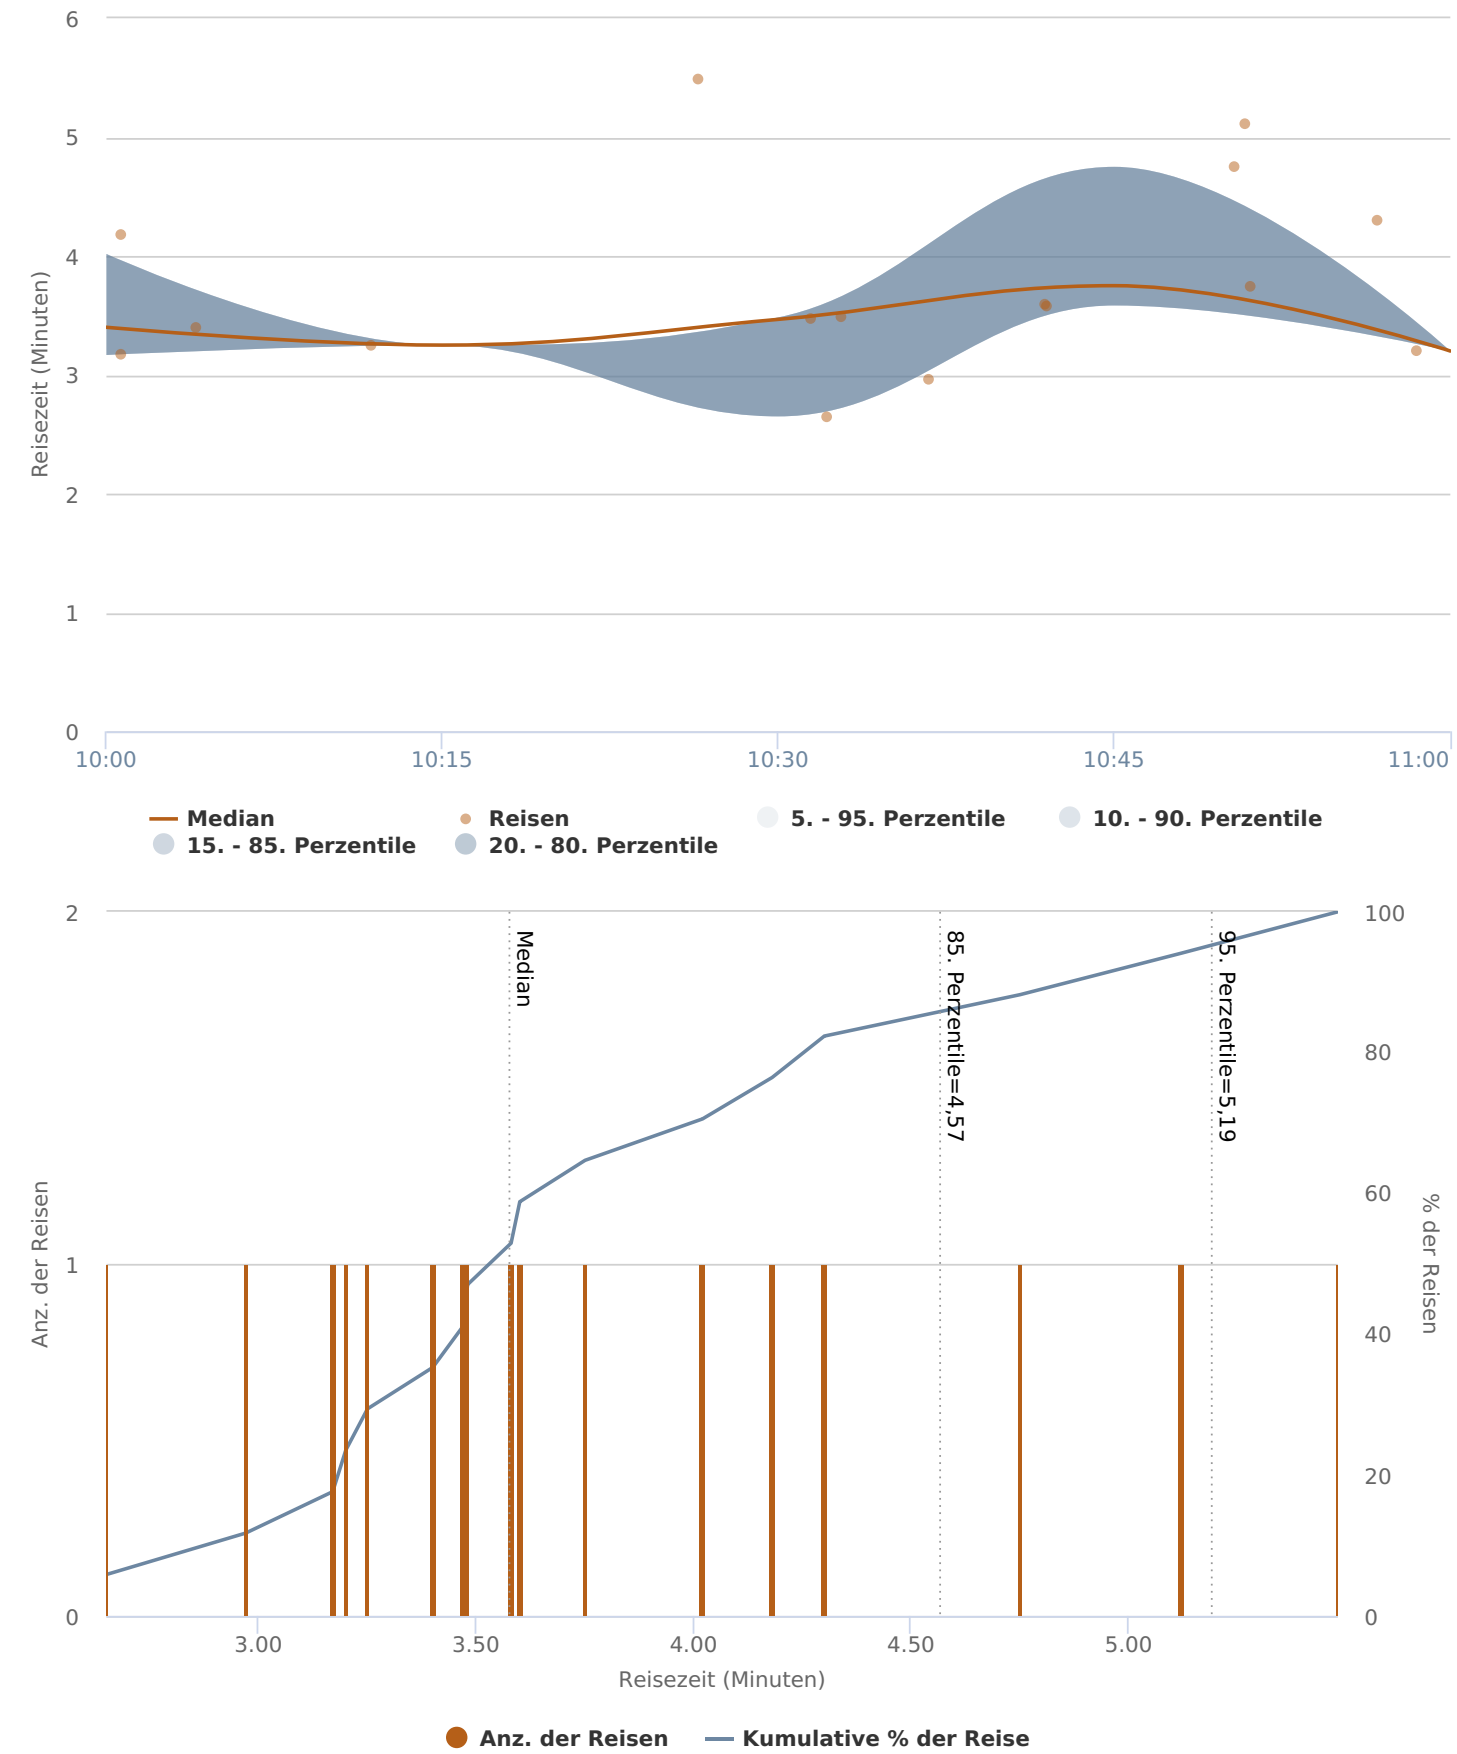 6
5
4
3
2
1
0
Reisezeit (Minuten)
10:00 10:15 10:30 10:45 11:00
Median Reisen 5. - 95. Perzentile 10. - 90. Perzentile
15. - 85. Perzentile 20. - 80. Perzentile
2
1
0
Anz. der Reisen
Median
85. Perzentile=4,57
95. Perzentile=5,19
100
80
60
40
20
0
% der Reisen
3.00 3.50 4.00 4.50 5.00
Reisezeit (Minuten)
Anz. der Reisen Kumulative % der Reise